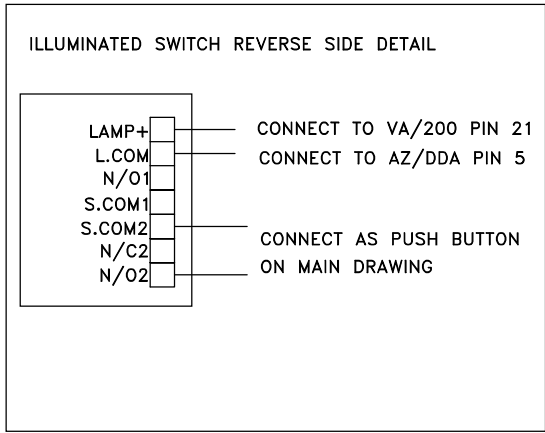 ILLUMINATED SWITCH REVERSE SIDE DETAIL
LAMP+ CONNECT TO VA/200 PIN 21
L.COM CONNECT TO AZ/DDA PIN 5
N/O1
S.COM1
S.COM2
CONNECT AS PUSH BUTTON
N/C2
ON MAIN DRAWING
N/O2